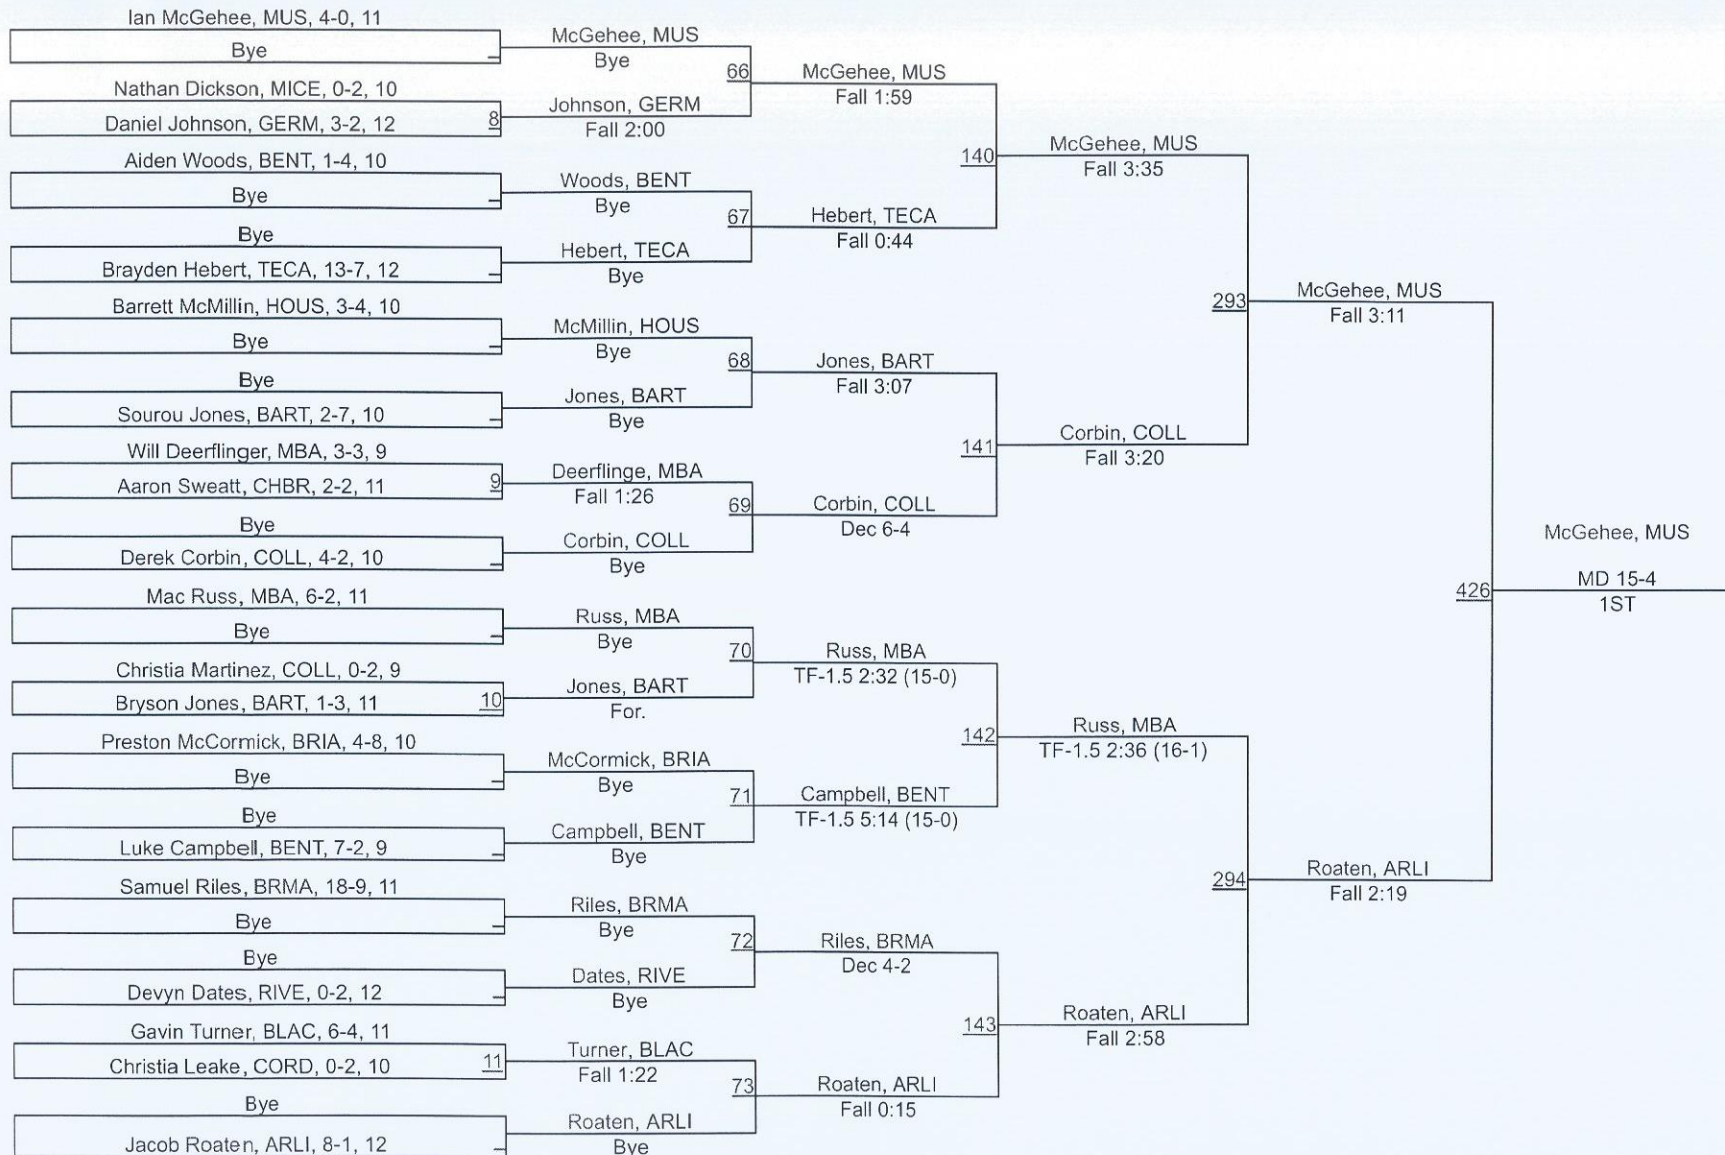 Ian McGehee, MUS, 4-0, 11
Bye
Nathan Dickson, MICE, 0-2, 10
Daniel Johnson, GERM, 3-2, 12
8
Aiden Woods, BENT, 1-4, 10
Bye
Bye
Brayden Hebert, TECA, 13-7, 12
Barrett McMillin, HOUS, 3-4, 10
Bye
Bye
Sourou Jones, BART, 2-7, 10
Will Deerflinger, MBA, 3-3, 9
Aaron Sweatt, CHBR, 2-2, 11
9
Bye
Derek Corbin, COLL, 4-2, 10
Mac Russ, MBA, 6-2, 11
Bye
Christia Martinez, COLL, 0-2, 9
Bryson Jones, BART, 1-3, 11
10
Preston McCormick, BRIA, 4-8, 10
Bye
Bye
Luke Campbell, BENT, 7-2, 9
Samuel Riles, BRMA, 18-9, 11
Bye
Bye
Devyn Dates, RIVE, 0-2, 12
Gavin Turner, BLAC, 6-4, 11
Christia Leake, CORD, 0-2, 10
11
Bye
Jacob Roaten, ARLI, 8-1, 12
McGehee, MUS
Bye
66
Johnson, GERM
Fall 2:00
Woods, BENT
Bye
67
Hebert, TECA
Bye
McMillin, HOUS
Bye
68
Jones, BART
Bye
Deerflinge, MBA
Fall 1:26
69
Corbin, COLL
Bye
Russ, MBA
Bye
70
Jones, BART
For.
McCormick, BRIA
Bye
71
Campbell, BENT
Bye
Riles, BRMA
Bye
72
Dates, RIVE
Bye
Turner, BLAC
Fall 1:22
73
Roaten, ARLI
Bye
McGehee, MUS
Fall 1:59
140
Hebert, TECA
Fall 0:44
Jones, BART
Fall 3:07
141
Corbin, COLL
Dec 6-4
Russ, MBA
TF-1.5 2:32 (15-0)
142
Campbell, BENT
TF-1.5 5:14 (15-0)
Riles, BRMA
Dec 4-2
143
Roaten, ARLI
Fall 0:15
McGehee, MUS
Fall 3:35
293
Corbin, COLL
Fall 3:20
Russ, MBA
TF-1.5 2:36 (16-1)
294
Roaten, ARLI
Fall 2:58
McGehee, MUS
Fall 3:11
426
Roaten, ARLI
Fall 2:19
McGehee, MUS
MD 15-4
1ST